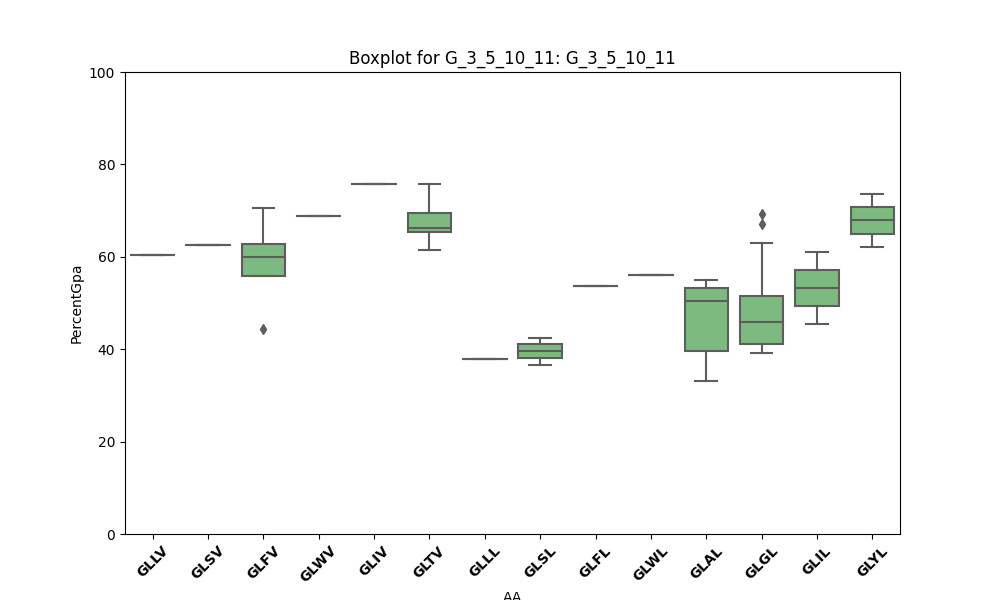 Boxplot for G_3_5_10_11: G_3_5_10_11
100
80
60
40
20
0
PercentGpa
GLLV
GLSV
GLFV
GLWV
GLIV
GLTV
GLLL
GLSL
GLFL
GLWL
GLAL
GLGL
GLIL
GLYL
AA